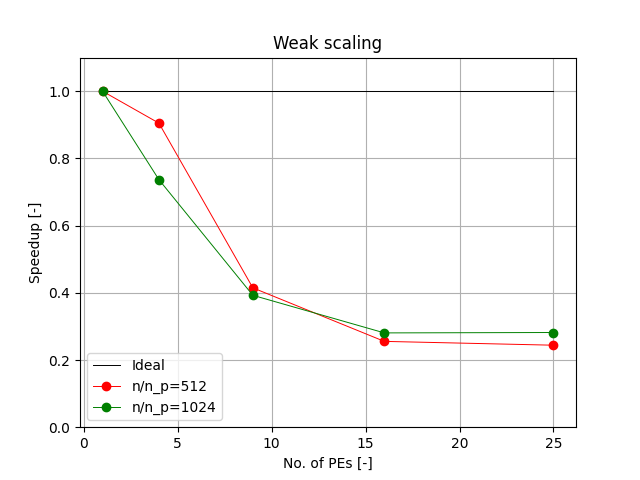 Weak scaling
Speedup [-]
1.0
0.8
0.6
0.4
0.2
0.0
Ideal
n/n_p=512
n/n_p=1024
0 5 10 15 20 25
No. of PEs [-]